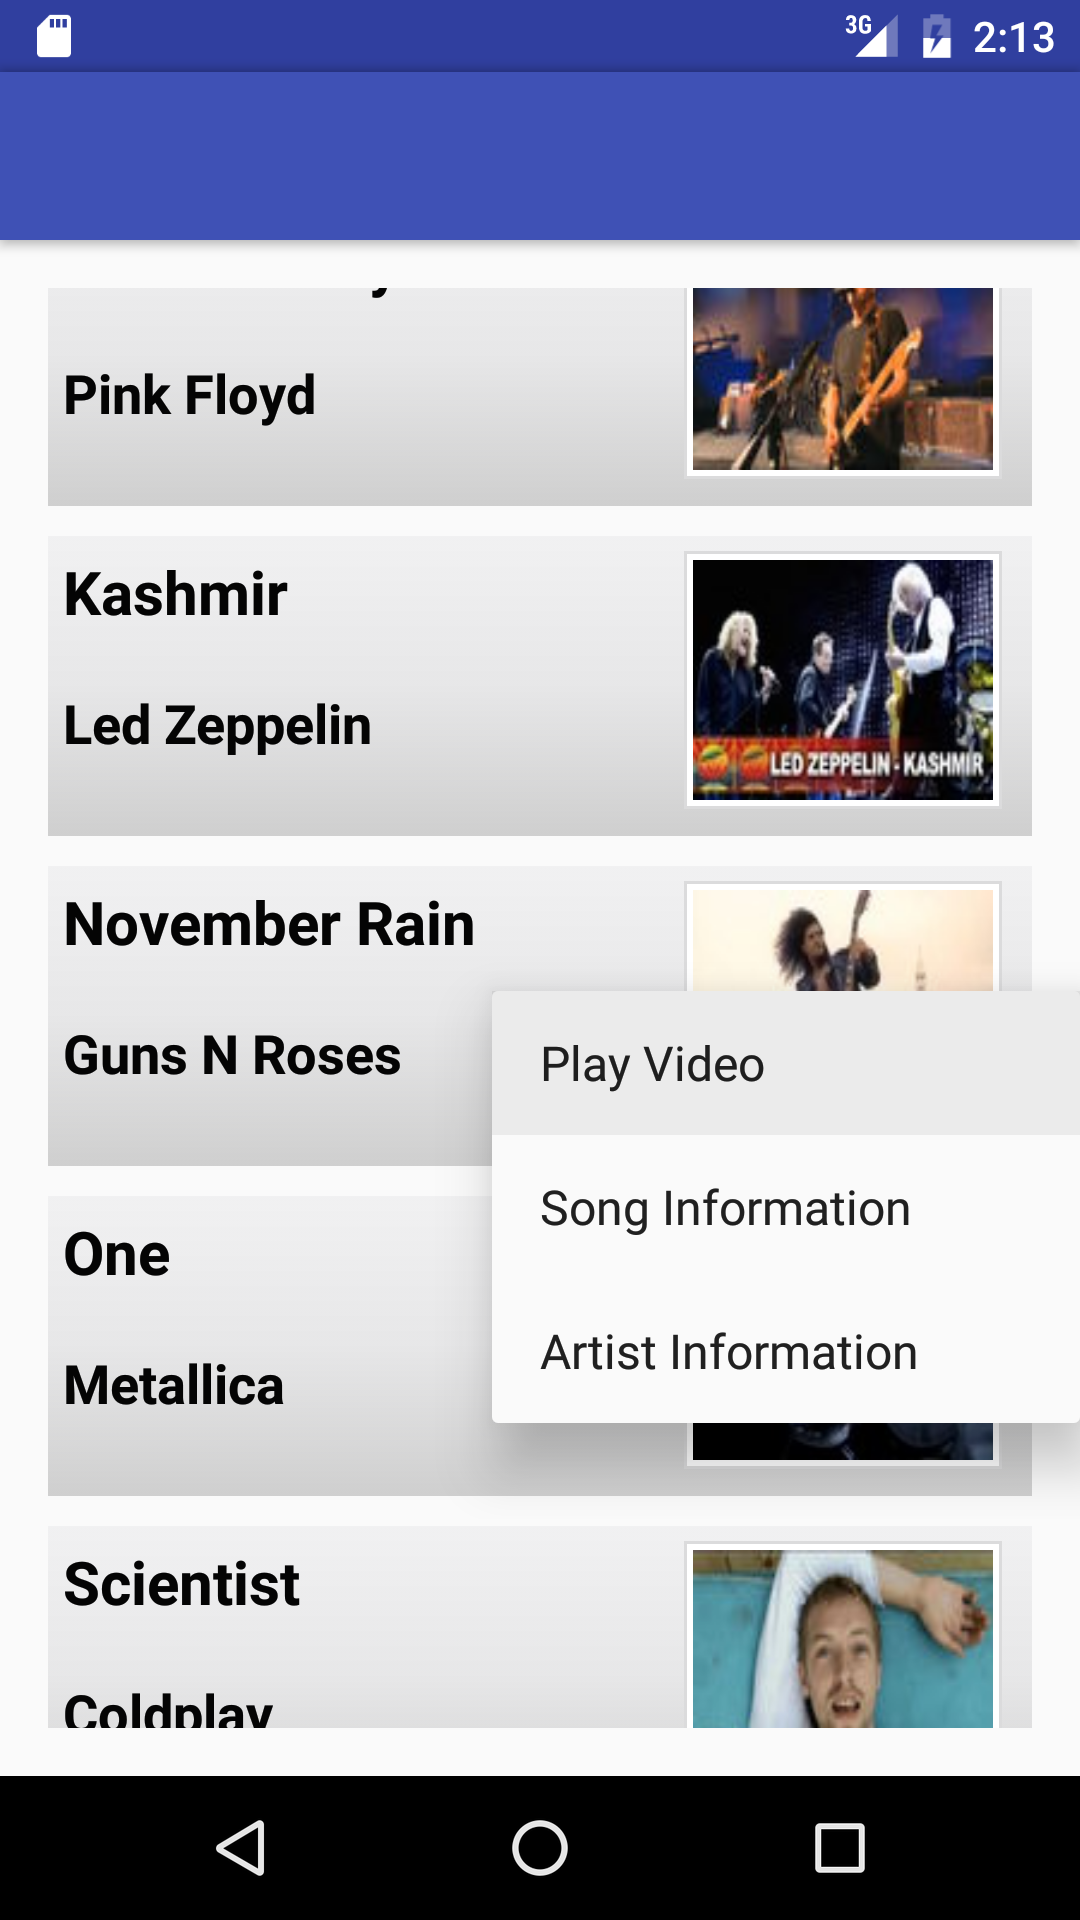 3G 2:13
Pink Floyd
Kashmir
Led Zeppelin
LED ZEPPELIN - KASHMIR
November Rain
Guns N Roses
Play Video
Song Information
Artist Information
One
Metallica
Scientist
Coldplay